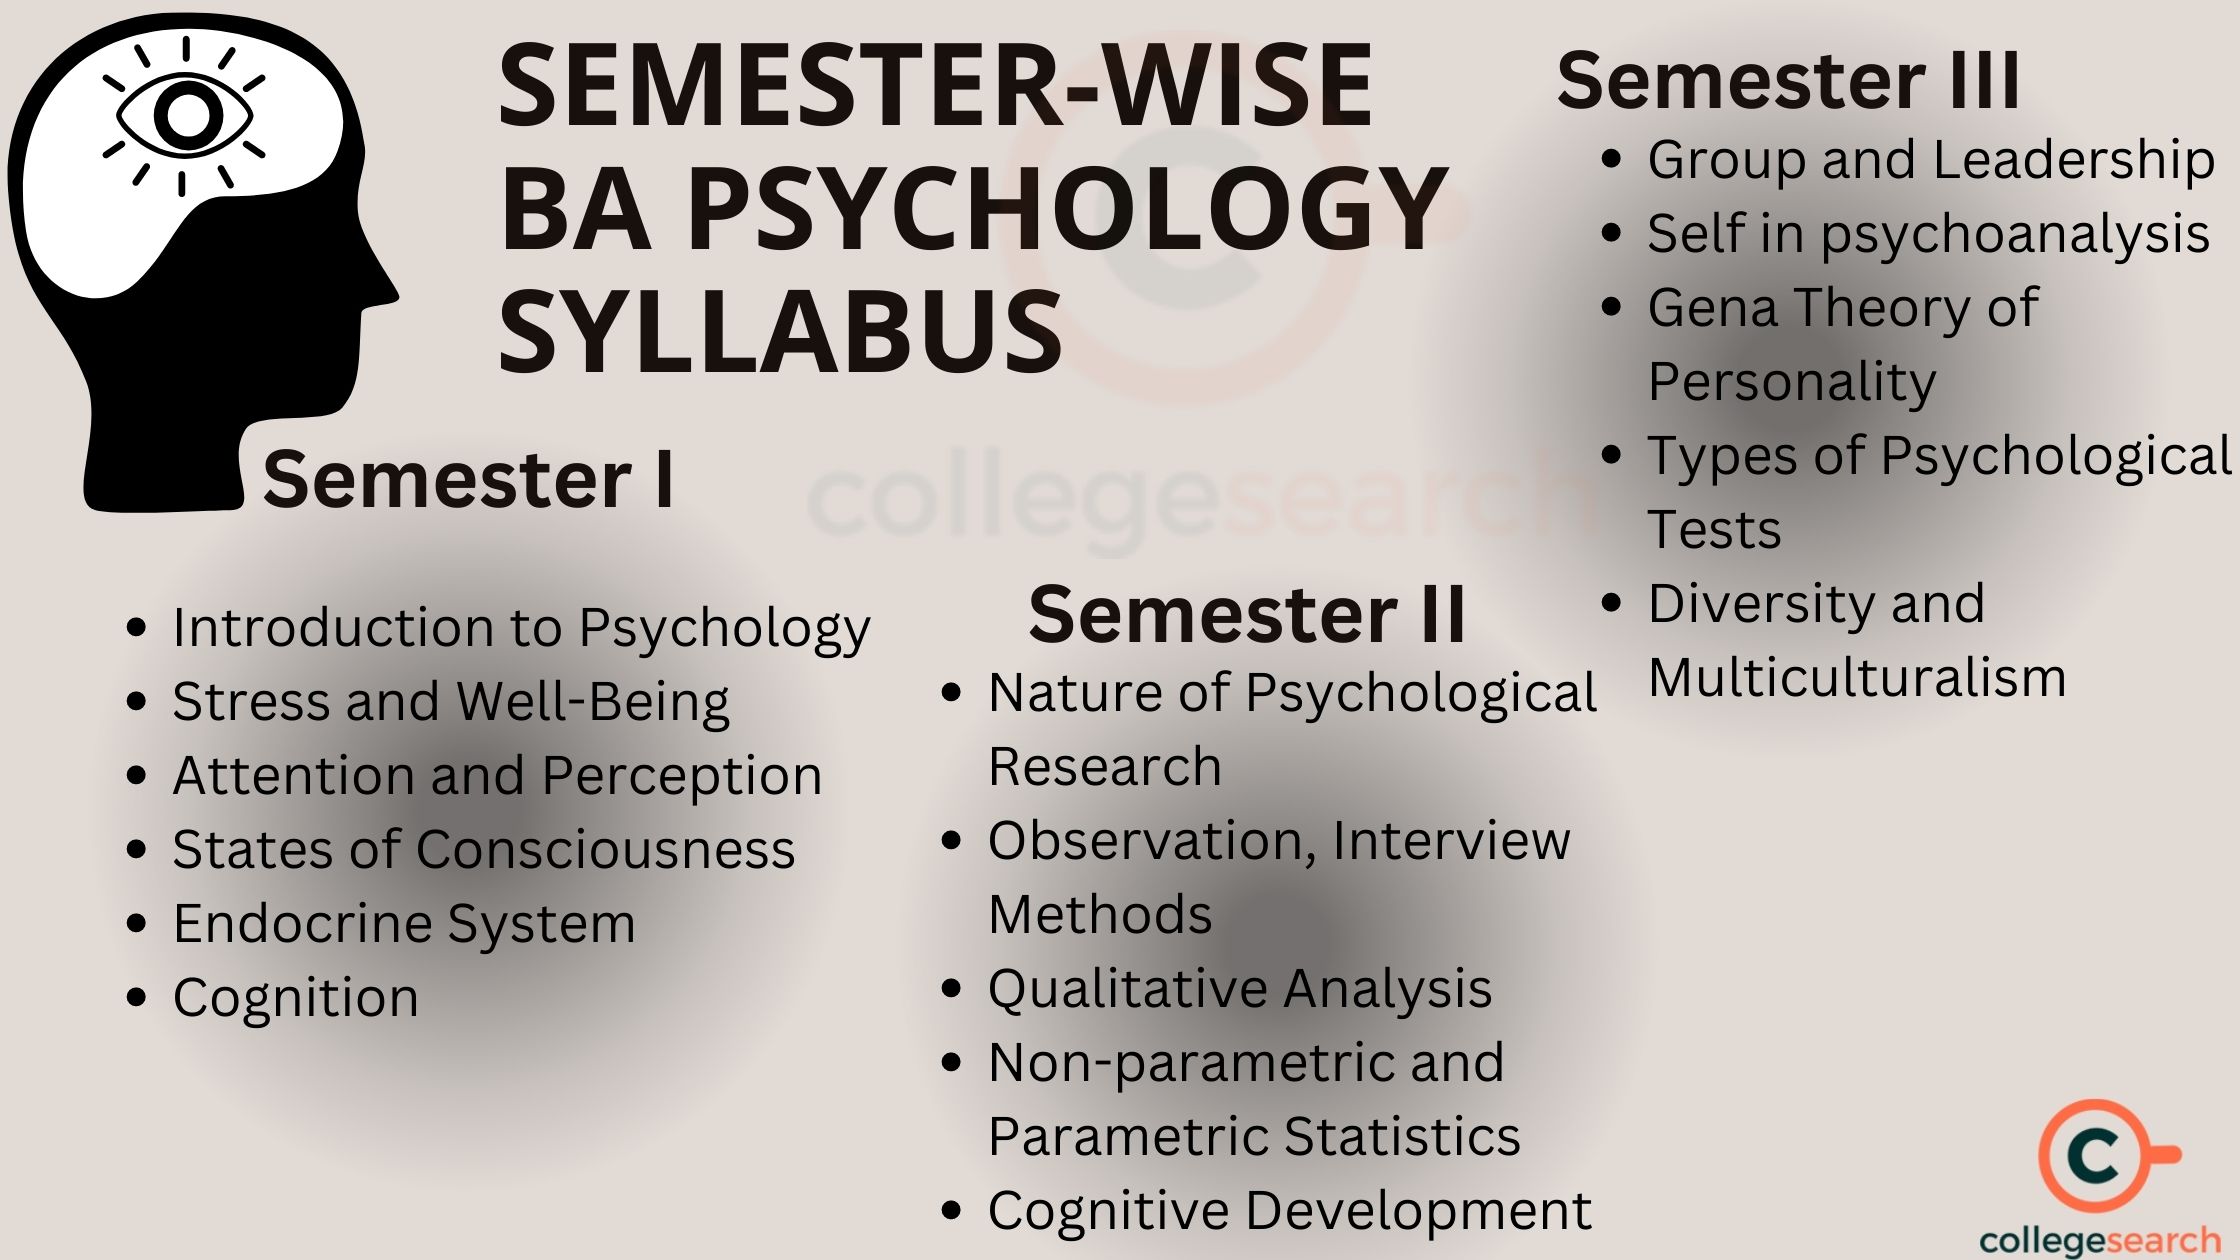 SEMESTER-WISE
BA PSYCHOLOGY
SYLLABUS
Semester I
• Introduction to Psychology
• Stress and Well-Being
• Attention and Perception
• States of Consciousness
• Endocrine System
• Cognition
collegesearch
Semester II
• Nature of Psychological
Research
• Observation, Interview
Methods
• Qualitative Analysis
• Non-parametric and
Parametric Statistics
• Cognitive Development
Semester III
• Group and Leadership
• Self in psychoanalysis
• Gena Theory of
Personality
• Types of Psychological
Tests
• Diversity and
Multiculturalism
C
collegesearch